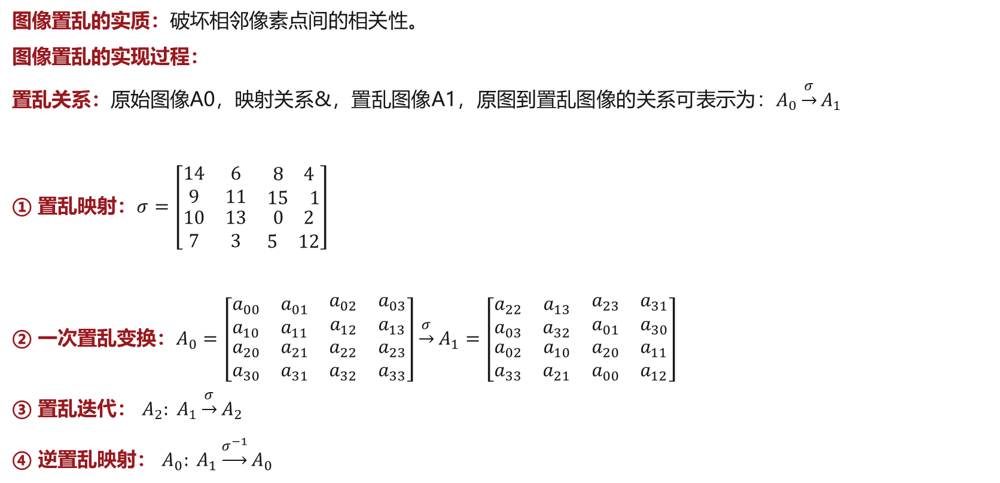 图像置乱的实质：破坏相邻像素点间的相关性。
图像置乱的实现过程：
置乱关系：原始图像A0，映射关系&，置乱图像A1，原图到置乱图像的关系可表示为：$A_0 \xrightarrow{\sigma} A_1$
① 置乱映射：$\sigma = \begin{bmatrix} 14 & 6 & 8 & 4 \\ 9 & 11 & 15 & 1 \\ 10 & 13 & 0 & 2 \\ 7 & 3 & 5 & 12 \end{bmatrix}$
② 一次置乱变换：$A_0 = \begin{bmatrix} a_{00} & a_{01} & a_{02} & a_{03} \\ a_{10} & a_{11} & a_{12} & a_{13} \\ a_{20} & a_{21} & a_{22} & a_{23} \\ a_{30} & a_{31} & a_{32} & a_{33} \end{bmatrix} \xrightarrow{\sigma} A_1 = \begin{bmatrix} a_{22} & a_{13} & a_{23} & a_{31} \\ a_{03} & a_{32} & a_{01} & a_{30} \\ a_{02} & a_{10} & a_{20} & a_{11} \\ a_{33} & a_{21} & a_{00} & a_{12} \end{bmatrix}$
③ 置乱迭代： $A_2: A_1 \xrightarrow{\sigma} A_2$
④ 逆置乱映射： $A_0: A_1 \xrightarrow{\sigma^{-1}} A_0$